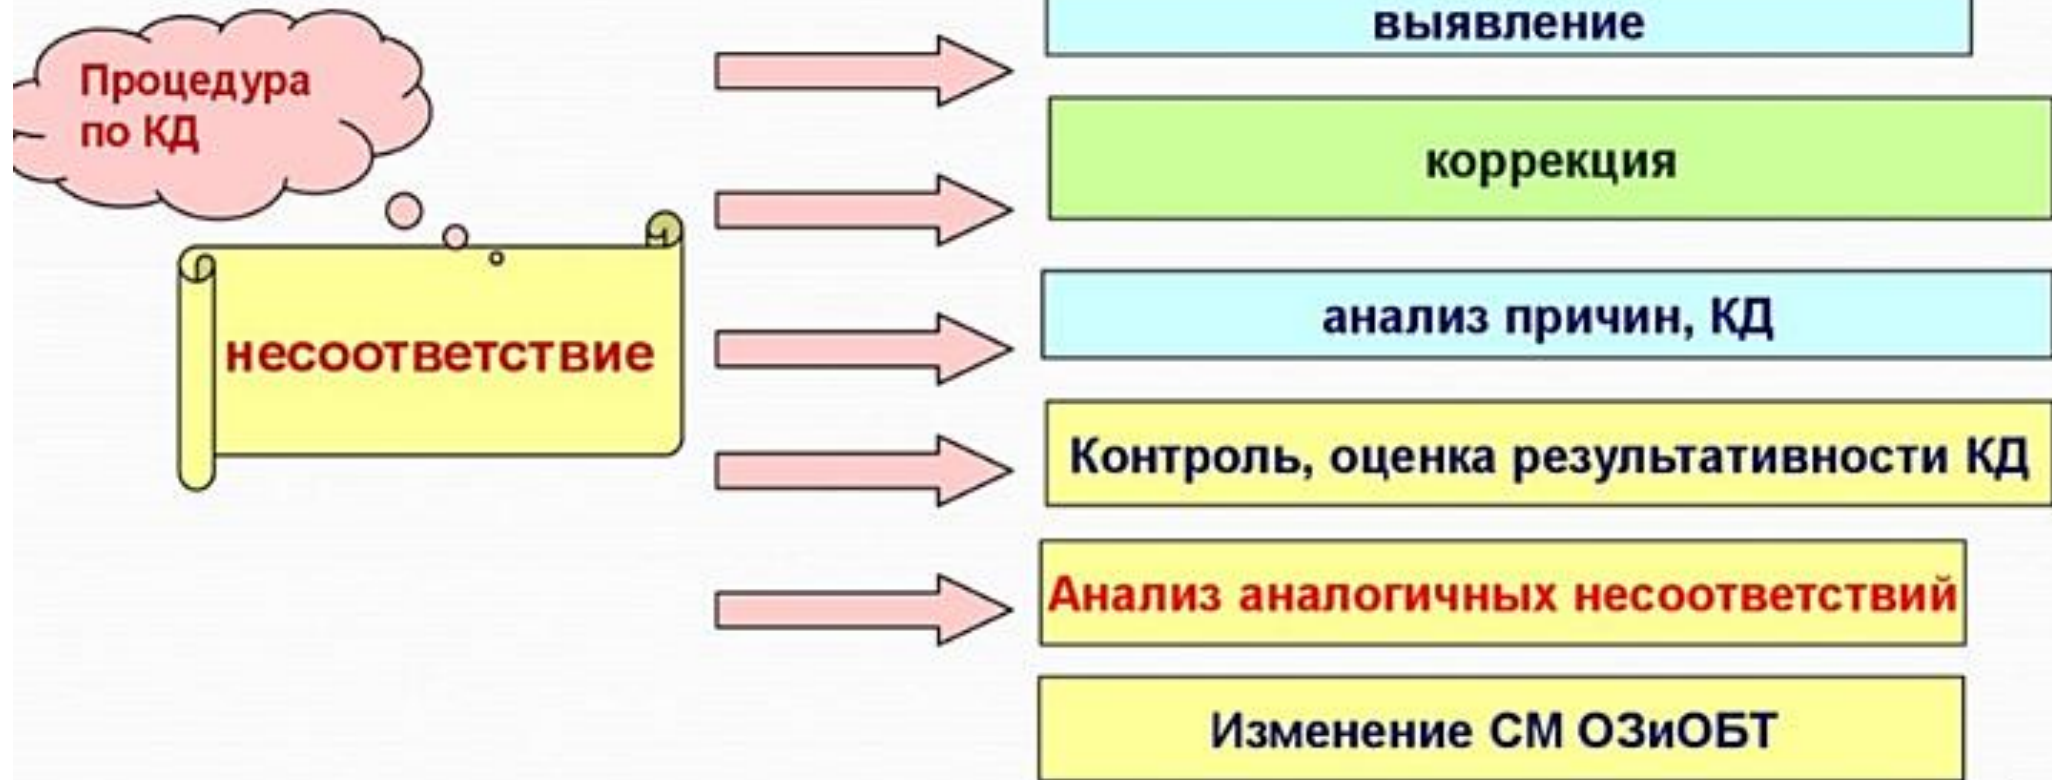 Процедура
по КД
несоответствие
выявление
коррекция
анализ причин, КД
Контроль, оценка результативности КД
Анализ аналогичных несоответствий
Изменение СМ ОЗиОБТ